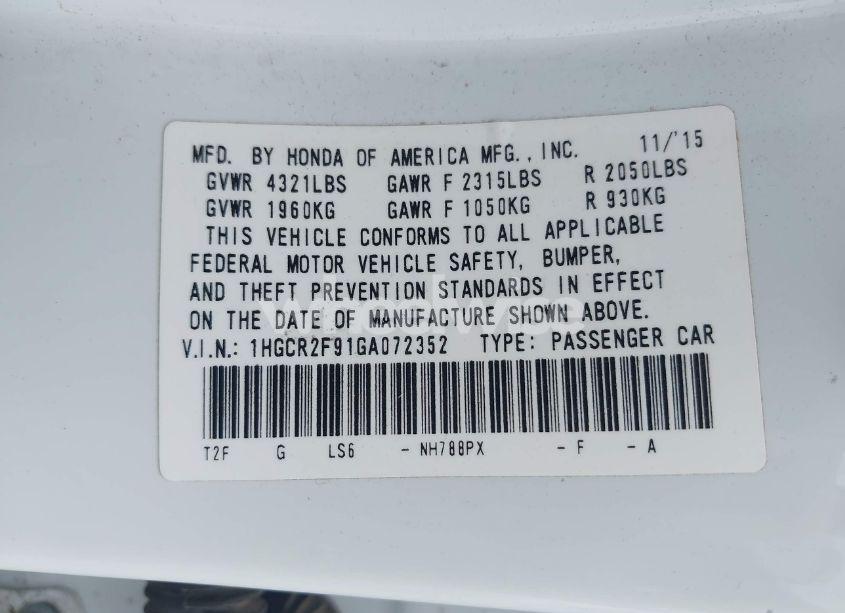 MFD. BY HONDA OF AMERICA MFG., INC. 11/'15
GVWR 4321LBS GAWR F 2315LBS R 2050LBS
GVWR 1960KG GAWR F 1050KG R 930KG
THIS VEHICLE CONFORMS TO ALL APPLICABLE
FEDERAL MOTOR VEHICLE SAFETY, BUMPER,
AND THEFT PREVENTION STANDARDS IN EFFECT
ON THE DATE OF MANUFACTURE SHOWN ABOVE.
V.I.N.: 1HGCR2F91GA072352 TYPE: PASSENGER CAR
T2F G LS6 - NH788PX - F - A